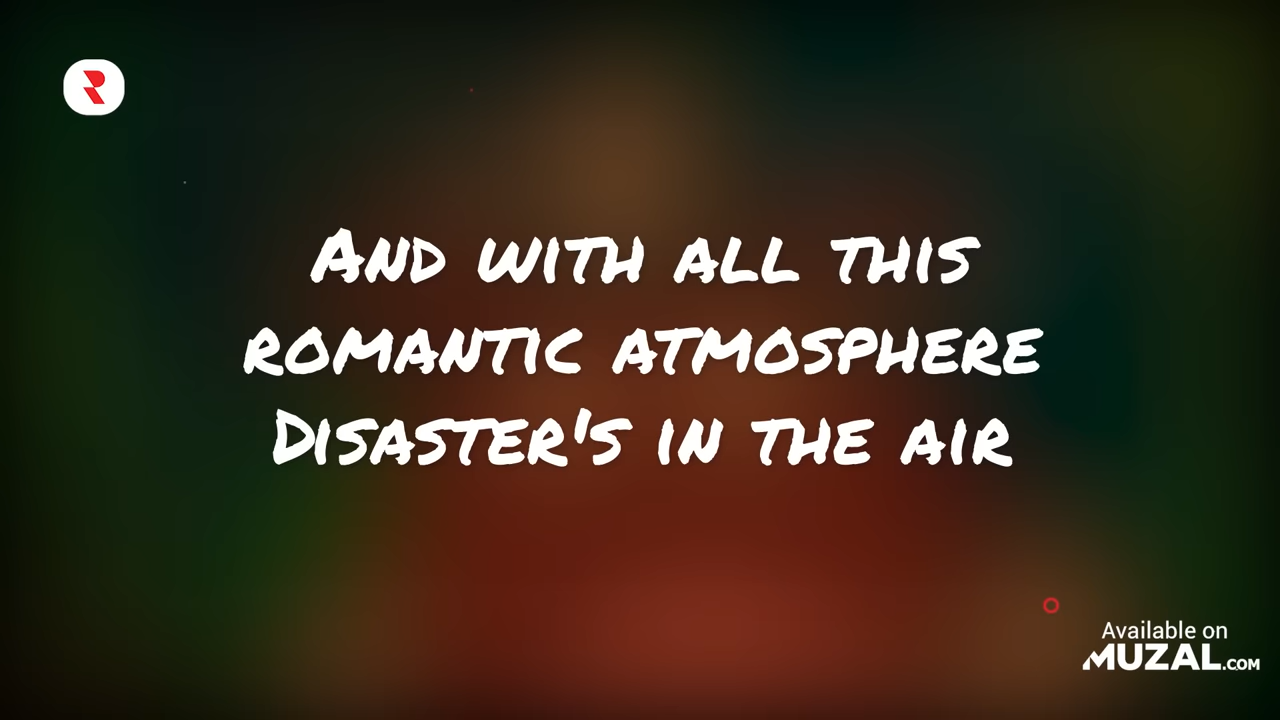 And with all this
romantic atmosphere
Disaster's in the air
Available on
MUZAL.COM